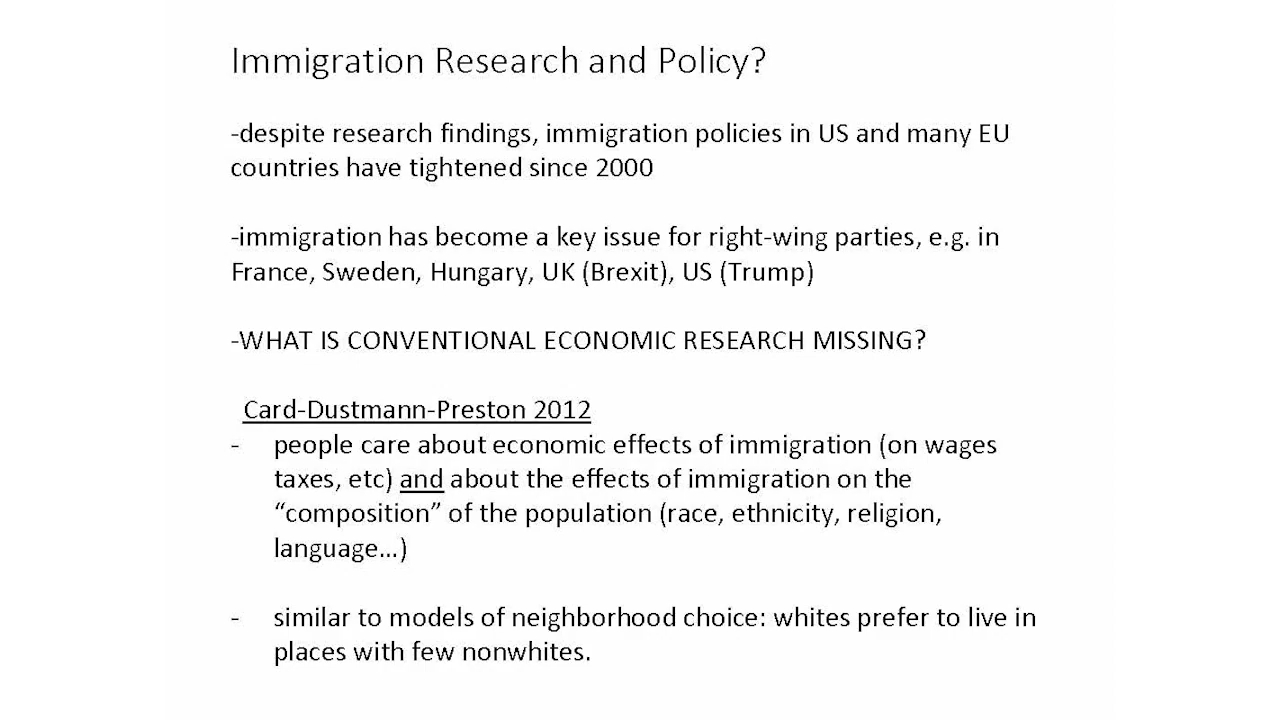 Immigration Research and Policy?
-despite research findings, immigration policies in US and many EU
countries have tightened since 2000
-immigration has become a key issue for right-wing parties, e.g. in
France, Sweden, Hungary, UK (Brexit), US (Trump)
-WHAT IS CONVENTIONAL ECONOMIC RESEARCH MISSING?
Card-Dustmann-Preston 2012
- people care about economic effects of immigration (on wages
taxes, etc) and about the effects of immigration on the
“composition” of the population (race, ethnicity, religion,
language…)
- similar to models of neighborhood choice: whites prefer to live in
places with few nonwhites.